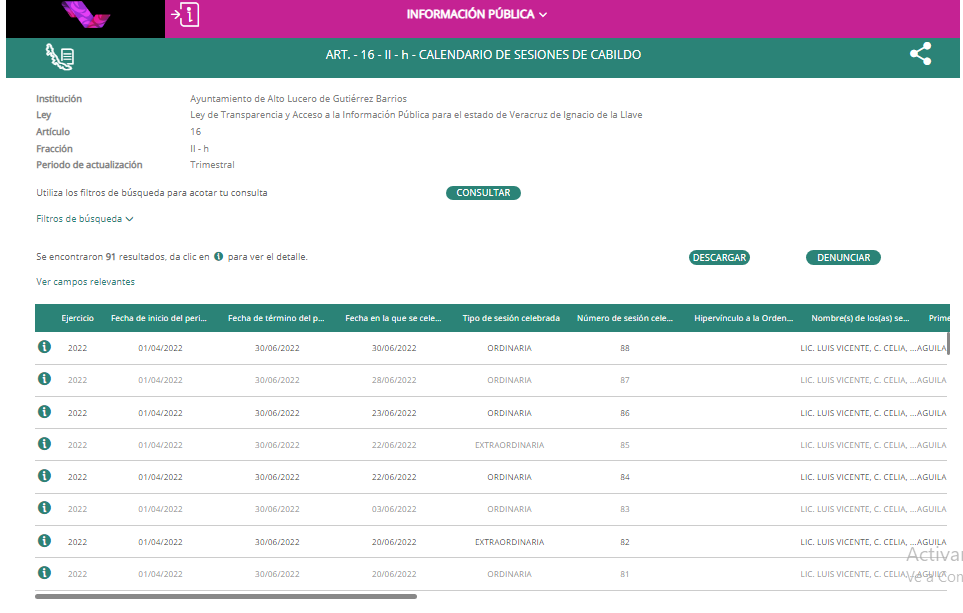 INFORMACIÓN PÚBLICA
ART. - 16 - II - h - CALENDARIO DE SESIONES DE CABILDO
Institución Ayuntamiento de Alto Lucero de Gutiérrez Barrios
Ley Ley de Transparencia y Acceso a la Información Pública para el estado de Veracruz de Ignacio de la Llave
Artículo 16
Fracción II - h
Periodo de actualización Trimestral
Utiliza los filtros de búsqueda para acotar tu consulta CONSULTAR
Filtros de búsqueda
Se encontraron 91 resultados, da clic en i para ver el detalle. DESCARGAR DENUNCIAR
Ver campos relevantes
Ejercicio Fecha de inicio del peri... Fecha de término del p... Fecha en la que se cele... Tipo de sesión celebrada Número de sesión cele... Hipervínculo a la Orden... Nombre(s) de los(as) se... Prime
2022 01/04/2022 30/06/2022 30/06/2022 ORDINARIA 88 LIC. LUIS VICENTE, C. CELIA, ...AGUILA
2022 01/04/2022 30/06/2022 28/06/2022 ORDINARIA 87 LIC. LUIS VICENTE, C. CELIA, ...AGUILA
2022 01/04/2022 30/06/2022 23/06/2022 ORDINARIA 86 LIC. LUIS VICENTE, C. CELIA, ...AGUILA
2022 01/04/2022 30/06/2022 22/06/2022 EXTRAORDINARIA 85 LIC. LUIS VICENTE, C. CELIA, ...AGUILA
2022 01/04/2022 30/06/2022 22/06/2022 ORDINARIA 84 LIC. LUIS VICENTE, C. CELIA, ...AGUILA
2022 01/04/2022 30/06/2022 03/06/2022 ORDINARIA 83 LIC. LUIS VICENTE, C. CELIA, ...AGUILA
2022 01/04/2022 30/06/2022 20/06/2022 EXTRAORDINARIA 82 LIC. LUIS VICENTE, C. CELIA, ...AGUILA
Activar
2022 01/04/2022 30/06/2022 20/06/2022 ORDINARIA 81 LIC. LUIS VICENTE, C. CELIA, ...AGUILA
Ve a Con